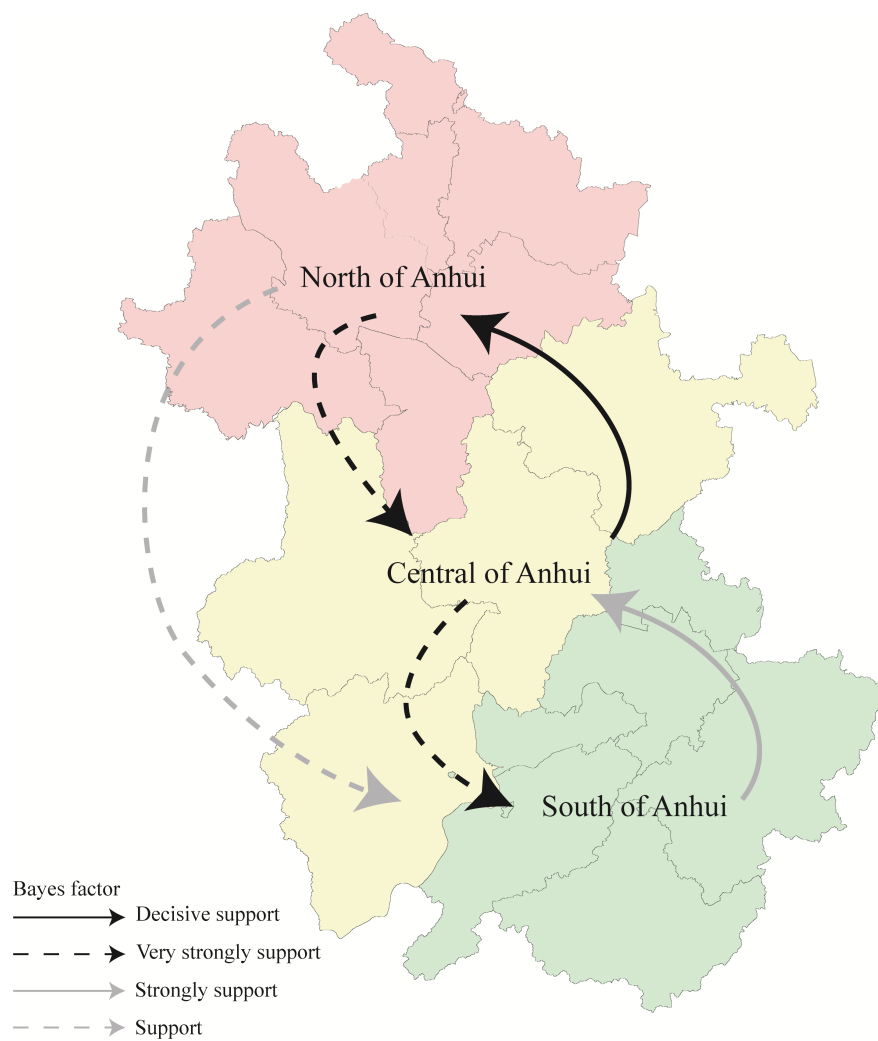 North of Anhui
Central of Anhui
South of Anhui
Bayes factor
Decisive support
Very strongly support
Strongly support
Support